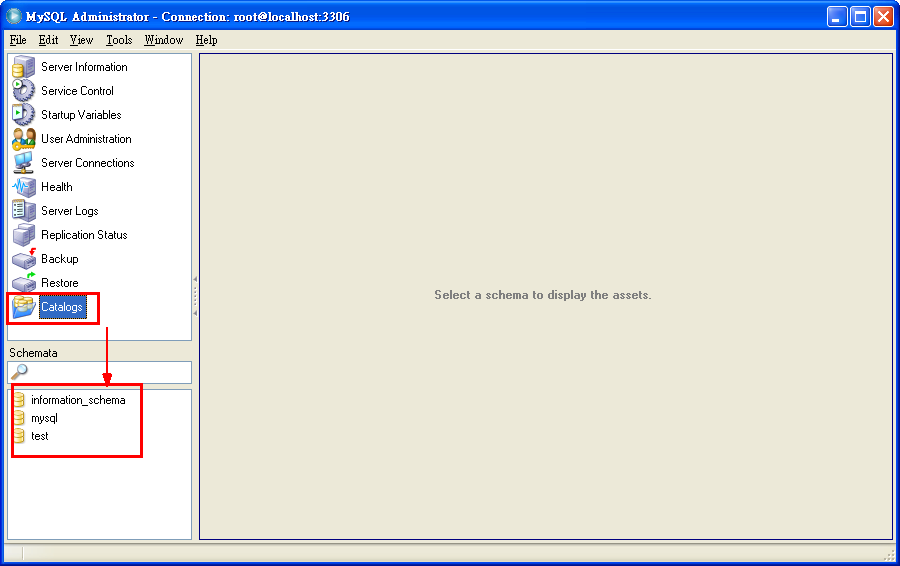 MySQL Administrator - Connection: root@localhost:3306
File Edit View Tools Window Help
Server Information
Service Control
Startup Variables
User Administration
Server Connections
Health
Server Logs
Replication Status
Backup
Restore
Catalogs
Select a schema to display the assets.
Schemata
information_schema
mysql
test